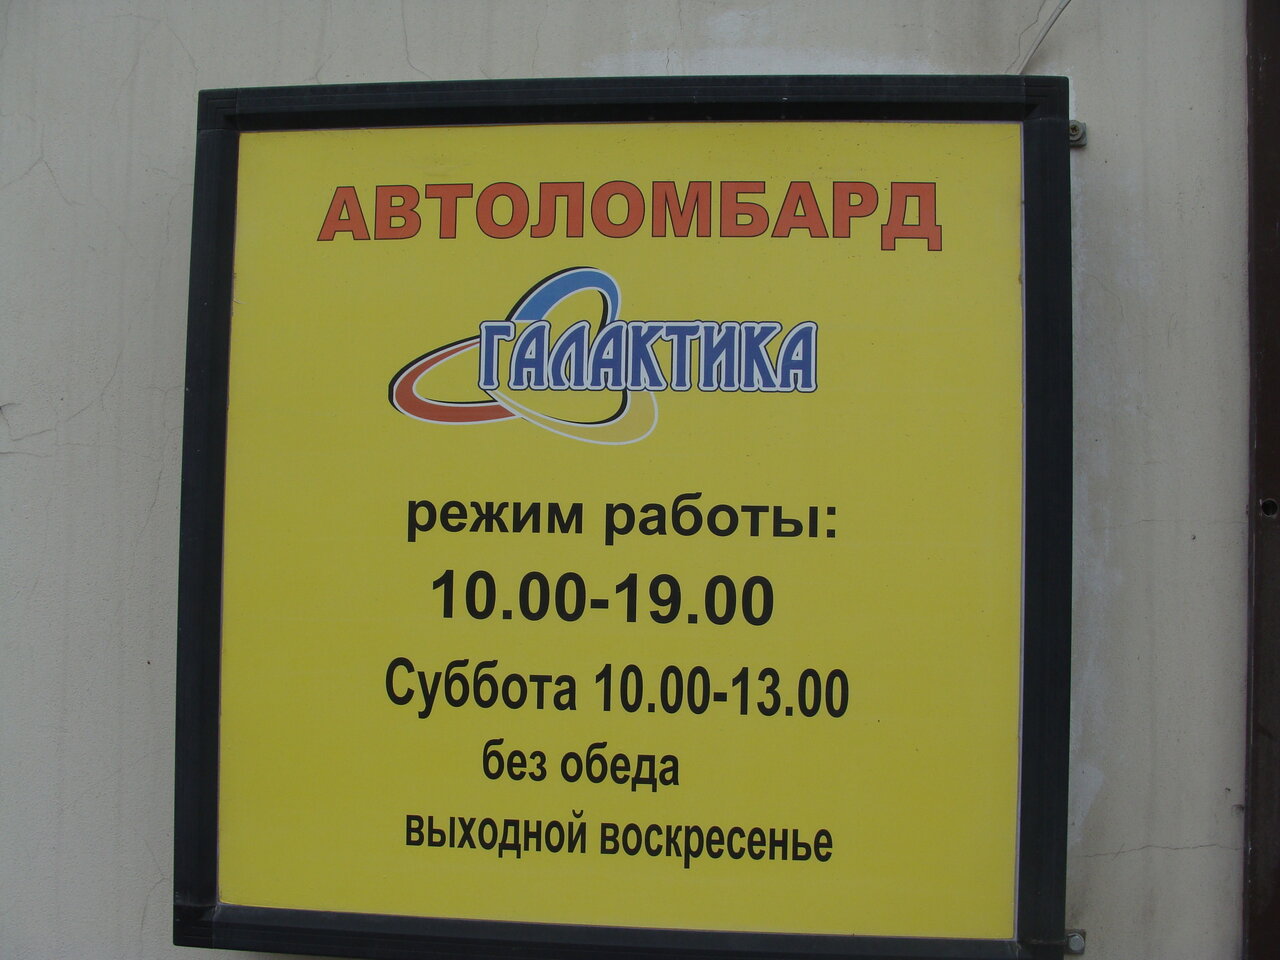 АВТОЛОМБАРД
ГАЛАКТИКА
режим работы:
10.00-19.00
Суббота 10.00-13.00
без обеда
выходной воскресенье